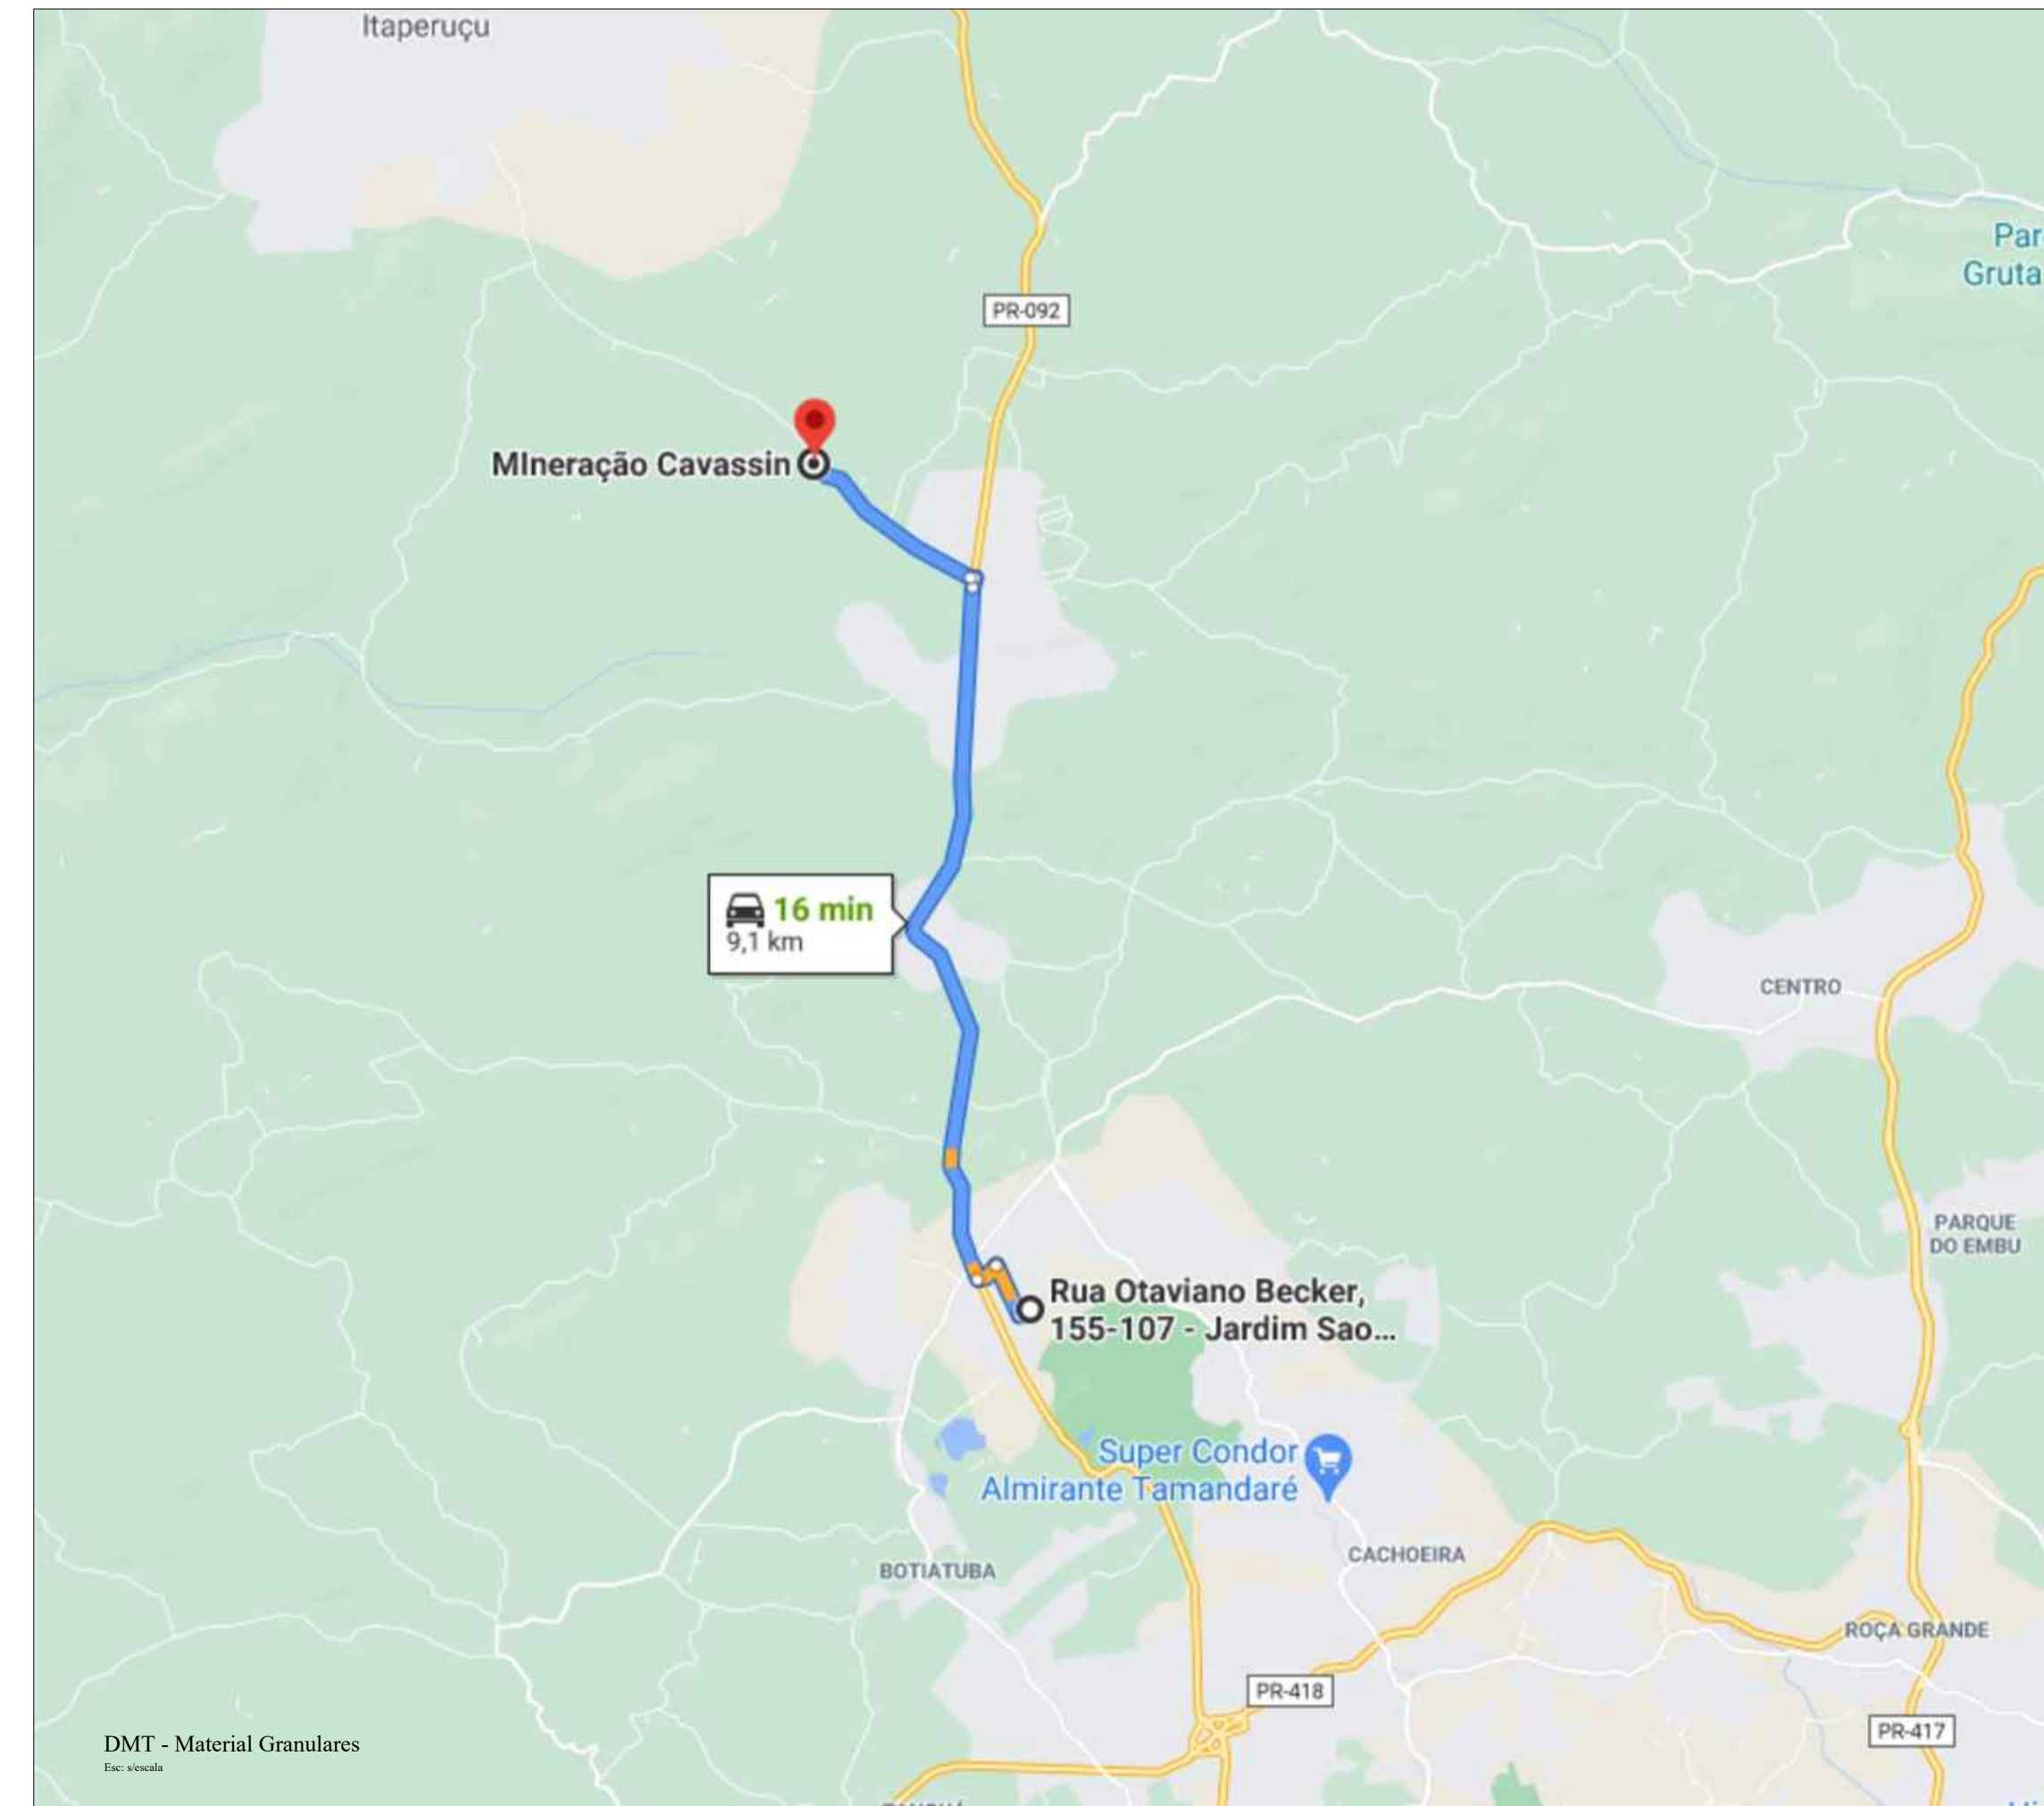 Itaperuçu
Par
Gruta
PR-092
MIneração Cavassin
16 min
9,1 km
CENTRO
PARQUE
DO EMBU
Rua Otaviano Becker,
155-107 - Jardim Sao...
Super Condor
Almirante Tamandaré
CACHOEIRA
BOTIATUBA
ROÇA GRANDE
PR-418
PR-417
DMT - Material Granulares
Esc: s/escala